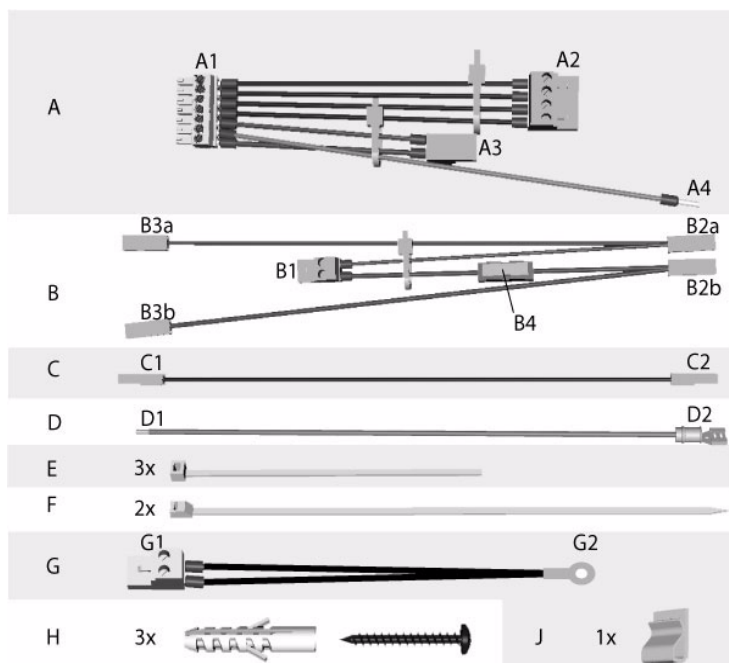 A A1 A2
A3
A4
B3a B2a
B B1
B3b B4 B2b
C C1 C2
D D1 D2
E 3x
F 2x
G G1 G2
H 3x J 1x